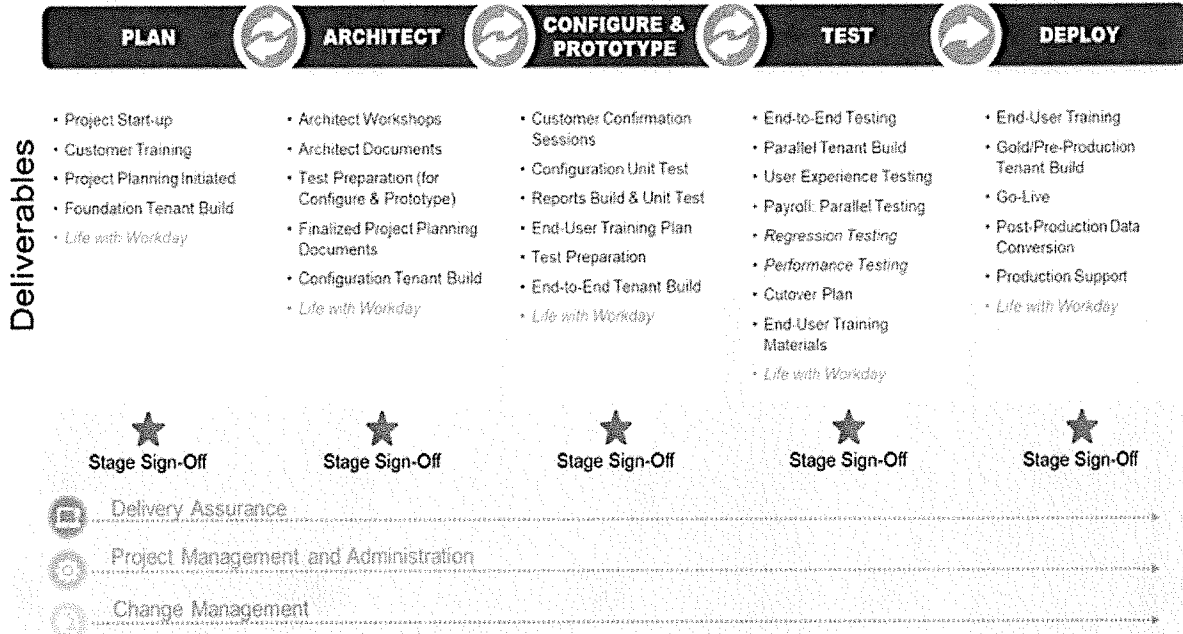 PLAN
ARCHITECT
CONFIGURE &
PROTOTYPE
TEST
DEPLOY
Deliverables
• Project Start-up
• Customer Training
• Project Planning Initiated
• Foundation Tenant Build
• Life with Workday
• Architect Workshops
• Architect Documents
• Test Preparation (for
Configure & Prototype)
• Finalized Project Planning
Documents
• Configuration Tenant Build
• Life with Workday
• Customer Confirmation
Sessions
• Configuration Unit Test
• Reports Build & Unit Test
• End-User Training Plan
• Test Preparation
• End-to-End Tenant Build
• Life with Workday
• End-to-End Testing
• Parallel Tenant Build
• User Experience Testing
• Payroll: Parallel Testing
• Regression Testing
• Performance Testing
• Cutover Plan
• End-User Training
Materials
• Life with Workday
• End-User Training
• Gold/Pre-Production
Tenant Build
• Go-Live
• Post-Production Data
Conversion
• Production Support
• Life with Workday
Stage Sign-Off
Stage Sign-Off
Stage Sign-Off
Stage Sign-Off
Stage Sign-Off
Delivery Assurance
Project Management and Administration
Change Management